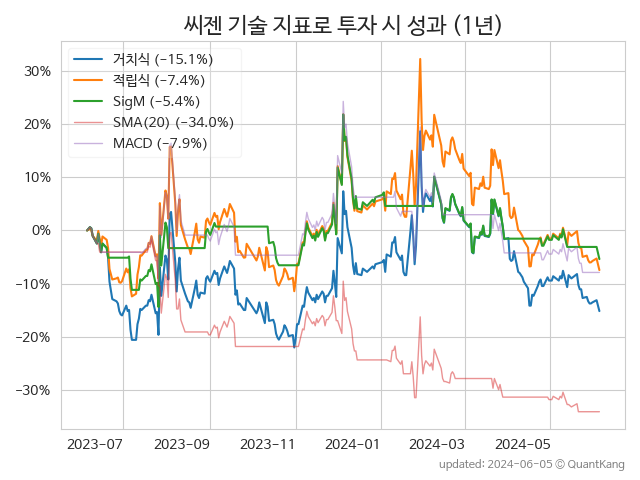 씨젠 기술 지표로 투자 시 성과 (1년)
거치식 (−15.1%)
적립식 (−7.4%)
SigM (−5.4%)
SMA(20) (−34.0%)
MACD (−7.9%)
30%
20%
10%
0%
−10%
−20%
−30%
2023-07 2023-09 2023-11 2024-01 2024-03 2024-05
updated: 2024-06-05 ⓒ QuantKang